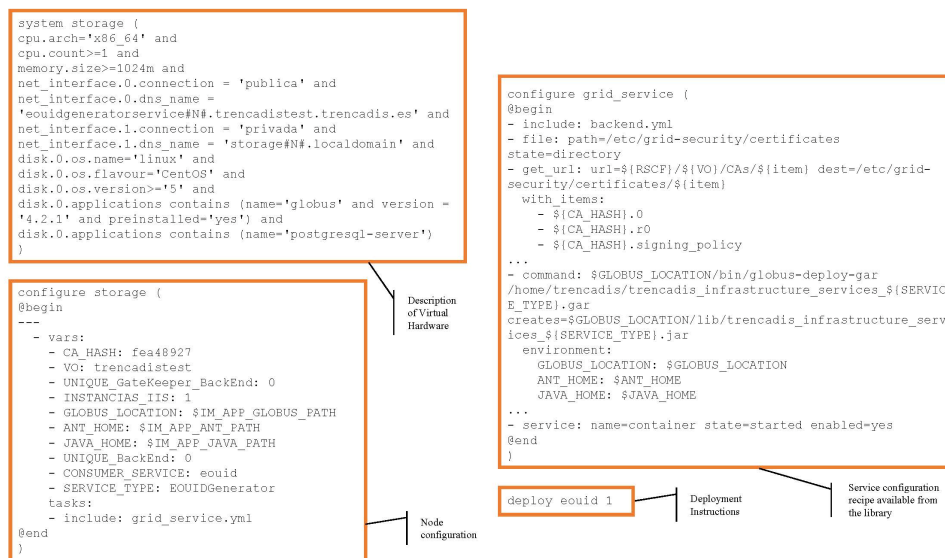 system storage (
cpu.arch='x86_64' and
cpu.count>=1 and
memory.size>=1024m and
net_interface.0.connection = 'publica' and
net_interface.0.dns_name =
'eouidgeneratorservice#N#.trencadistest.trencadis.es' and
net_interface.1.connection = 'privada' and
net_interface.1.dns_name = 'storage#N#.localdomain' and
disk.0.os.name='linux' and
disk.0.os.flavour='CentOS' and
disk.0.os.version>='5' and
disk.0.applications contains (name='globus' and version =
'4.2.1' and preinstalled='yes') and
disk.0.applications contains (name='postgresql-server')
)
Description
of Virtual
Hardware
configure storage (
@begin
---
- vars:
- CA_HASH: fea48927
- VO: trencadistest
- UNIQUE_GateKeeper_BackEnd: 0
- INSTANCIAS_IIS: 1
- GLOBUS_LOCATION: $IM_APP_GLOBUS_PATH
- ANT_HOME: $IM_APP_ANT_PATH
- JAVA_HOME: $IM_APP_JAVA_PATH
- UNIQUE_BackEnd: 0
- CONSUMER_SERVICE: eouid
- SERVICE_TYPE: EOUIDGenerator
tasks:
- include: grid_service.yml
@end
)
Node
configuration
configure grid_service (
@begin
- include: backend.yml
- file: path=/etc/grid-security/certificates
state=directory
- get_url: url=${RSCF}/${VO}/CAs/${item} dest=/etc/grid-
security/certificates/${item}
with_items:
- ${CA_HASH}.0
- ${CA_HASH}.r0
- ${CA_HASH}.signing_policy
...
- command: $GLOBUS_LOCATION/bin/globus-deploy-gar
/home/trencadis/trencadis_infrastructure_services_${SERVIC
E_TYPE}.gar
creates=$GLOBUS_LOCATION/lib/trencadis_infrastructure_serv
ices_${SERVICE_TYPE}.jar
environment:
GLOBUS_LOCATION: $GLOBUS_LOCATION
ANT_HOME: $ANT_HOME
JAVA_HOME: $JAVA_HOME
...
- service: name=container state=started enabled=yes
@end
)
Service configuration
recipe available from
the library
deploy eouid 1
Deployment
Instructions